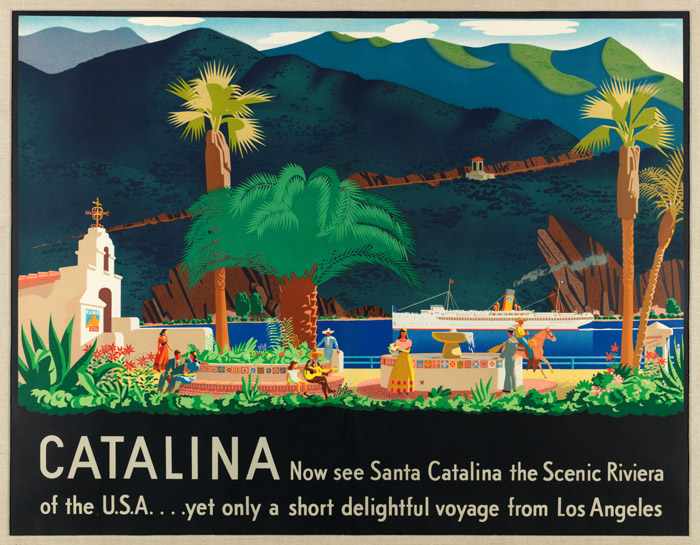 CATALINA Now see Santa Catalina the Scenic Riviera
of the U.S.A. . . .yet only a short delightful voyage from Los Angeles